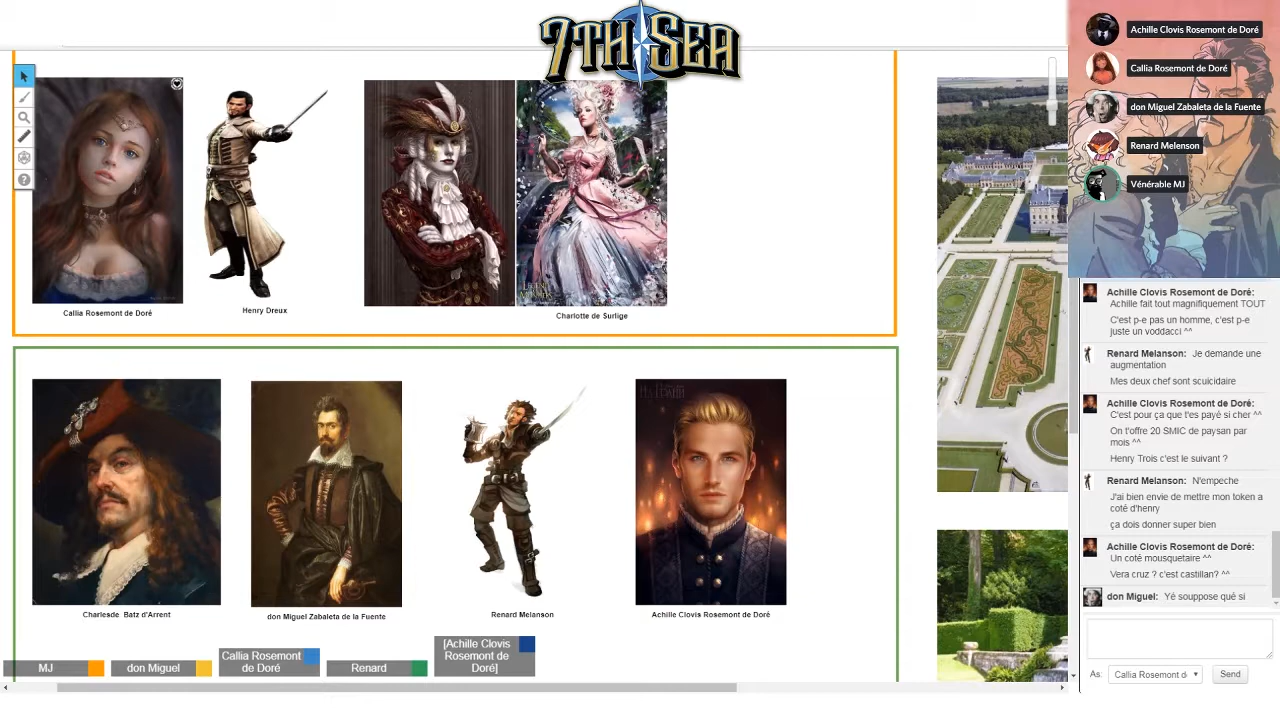 7TH SEA
Achille Clovis Rosemont de Doré
Callia Rosemont de Doré
don Miguel Zabaleta de la Fuente
Renard Melenson
Vénérable MJ
Callia Rosemont de Doré
Henry Dreux
Charlotte de Surlige
Charlesde Batz d'Arrent
don Miguel Zabaleta de la Fuente
Renard Melanson
Achille Clovis Rosemont de Doré
MJ
don Miguel
Callia Rosemont
de Doré
Renard
[Achille Clovis
Rosemont de
Doré]
Achille Clovis Rosemont de Doré:
Achille fait tout magnifiquement TOUT
C'est p-e pas un homme, c'est p-e
juste un voddacci ^^
Renard Melanson: Je demande une
augmentation
Mes deux chef sont scuicidaire
Achille Clovis Rosemont de Doré:
C'est pour ça que t'es payé si cher ^^
On t'offre 20 SMIC de paysan par
mois ^^
Henry Trois c'est le suivant ?
Renard Melanson: N'empeche
J'ai bien envie de mettre mon token a
coté d'henry
ça dois donner super bien
Achille Clovis Rosemont de Doré:
Un coté mousquetaire ^^
Vera cruz ? c'est castillan? ^^
don Miguel: Yé souppose qué si
As:
Callia Rosemont d
Send